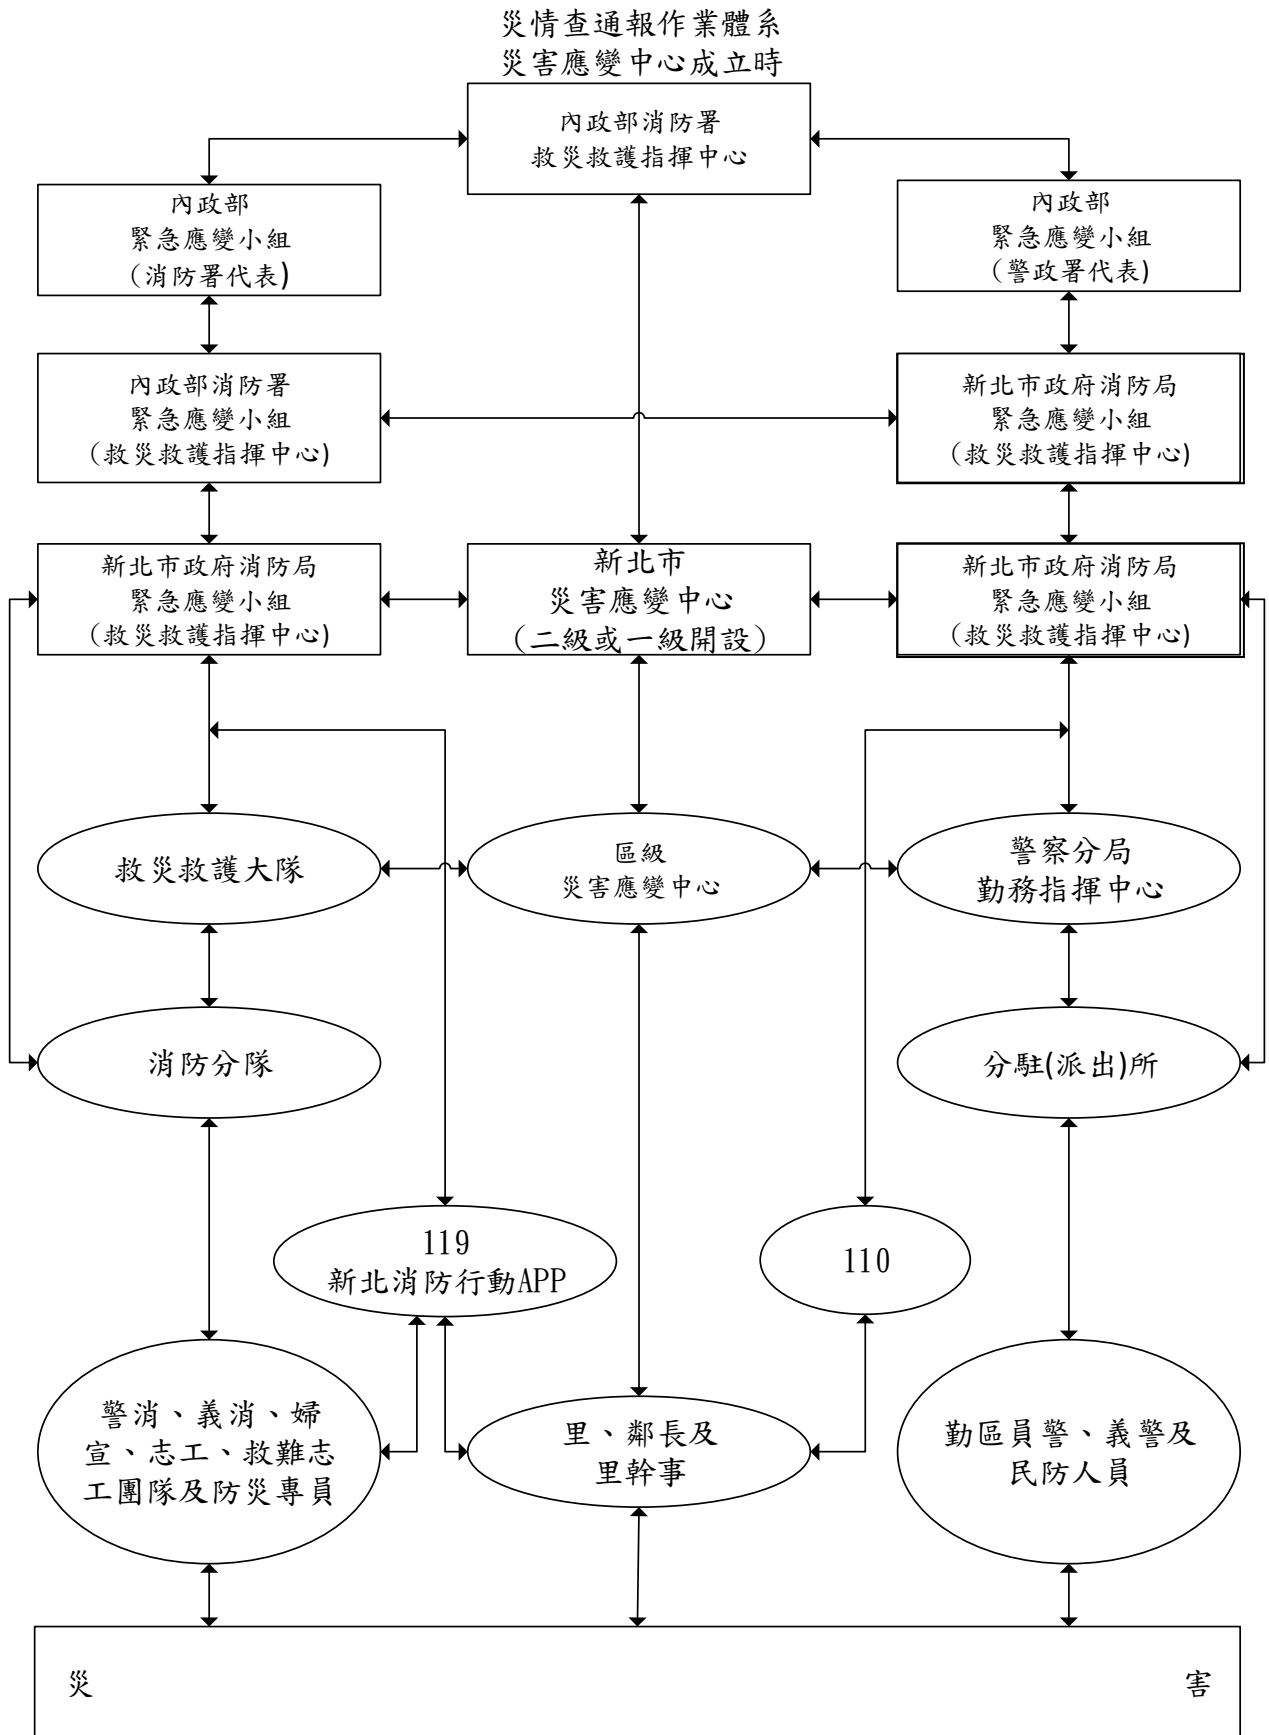 災情查通報作業體系
災害應變中心成立時
內政部消防署
救災救護指揮中心
內政部
緊急應變小組
（消防署代表)
內政部
緊急應變小組
（警政署代表)
內政部消防署
緊急應變小組
（救災救護指揮中心)
新北市政府消防局
緊急應變小組
（救災救護指揮中心)
新北市政府消防局
緊急應變小組
（救災救護指揮中心)
新北市
災害應變中心
（二級或一級開設）
新北市政府消防局
緊急應變小組
（救災救護指揮中心)
救災救護大隊
區級
災害應變中心
警察分局
勤務指揮中心
消防分隊
分駐(派出)所
119
新北消防行動APP
110
警消、義消、婦
宣、志工、救難志
工團隊及防災專員
里、鄰長及
里幹事
勤區員警、義警及
民防人員
災 害